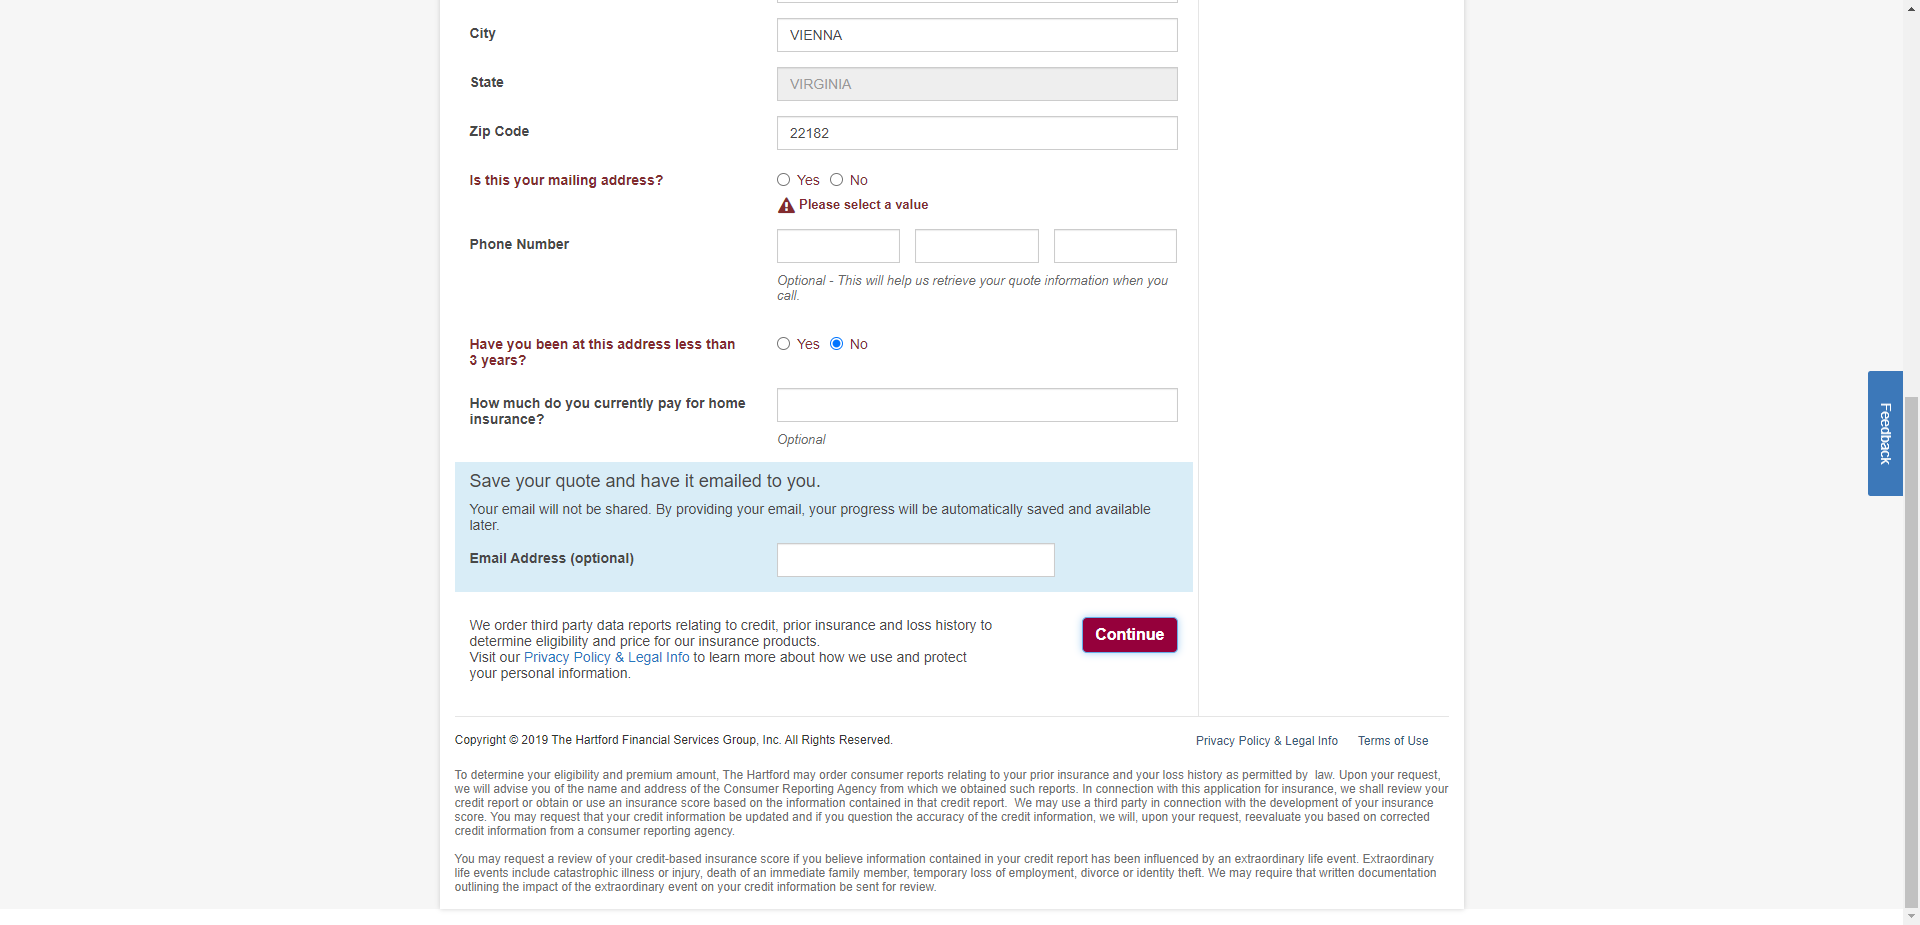 City
VIENNA
State
VIRGINIA
Zip Code
22182
Is this your mailing address?
Yes No
Please select a value
Phone Number
Optional - This will help us retrieve your quote information when you
call.
Have you been at this address less than
3 years?
Yes No
How much do you currently pay for home
insurance?
Optional
Save your quote and have it emailed to you.
Your email will not be shared. By providing your email, your progress will be automatically saved and available
later.
Email Address (optional)
We order third party data reports relating to credit, prior insurance and loss history to
determine eligibility and price for our insurance products.
Visit our Privacy Policy & Legal Info to learn more about how we use and protect
your personal information.
Continue
Feedback
Copyright © 2019 The Hartford Financial Services Group, Inc. All Rights Reserved.
Privacy Policy & Legal Info Terms of Use
To determine your eligibility and premium amount, The Hartford may order consumer reports relating to your prior insurance and your loss history as permitted by law. Upon your request,
we will advise you of the name and address of the Consumer Reporting Agency from which we obtained such reports. In connection with this application for insurance, we shall review your
credit report or obtain or use an insurance score based on the information contained in that credit report. We may use a third party in connection with the development of your insurance
score. You may request that your credit information be updated and if you question the accuracy of the credit information, we will, upon your request, reevaluate you based on corrected
credit information from a consumer reporting agency.
You may request a review of your credit-based insurance score if you believe information contained in your credit report has been influenced by an extraordinary life event. Extraordinary
life events include catastrophic illness or injury, death of an immediate family member, temporary loss of employment, divorce or identity theft. We may require that written documentation
outlining the impact of the extraordinary event on your credit information be sent for review.